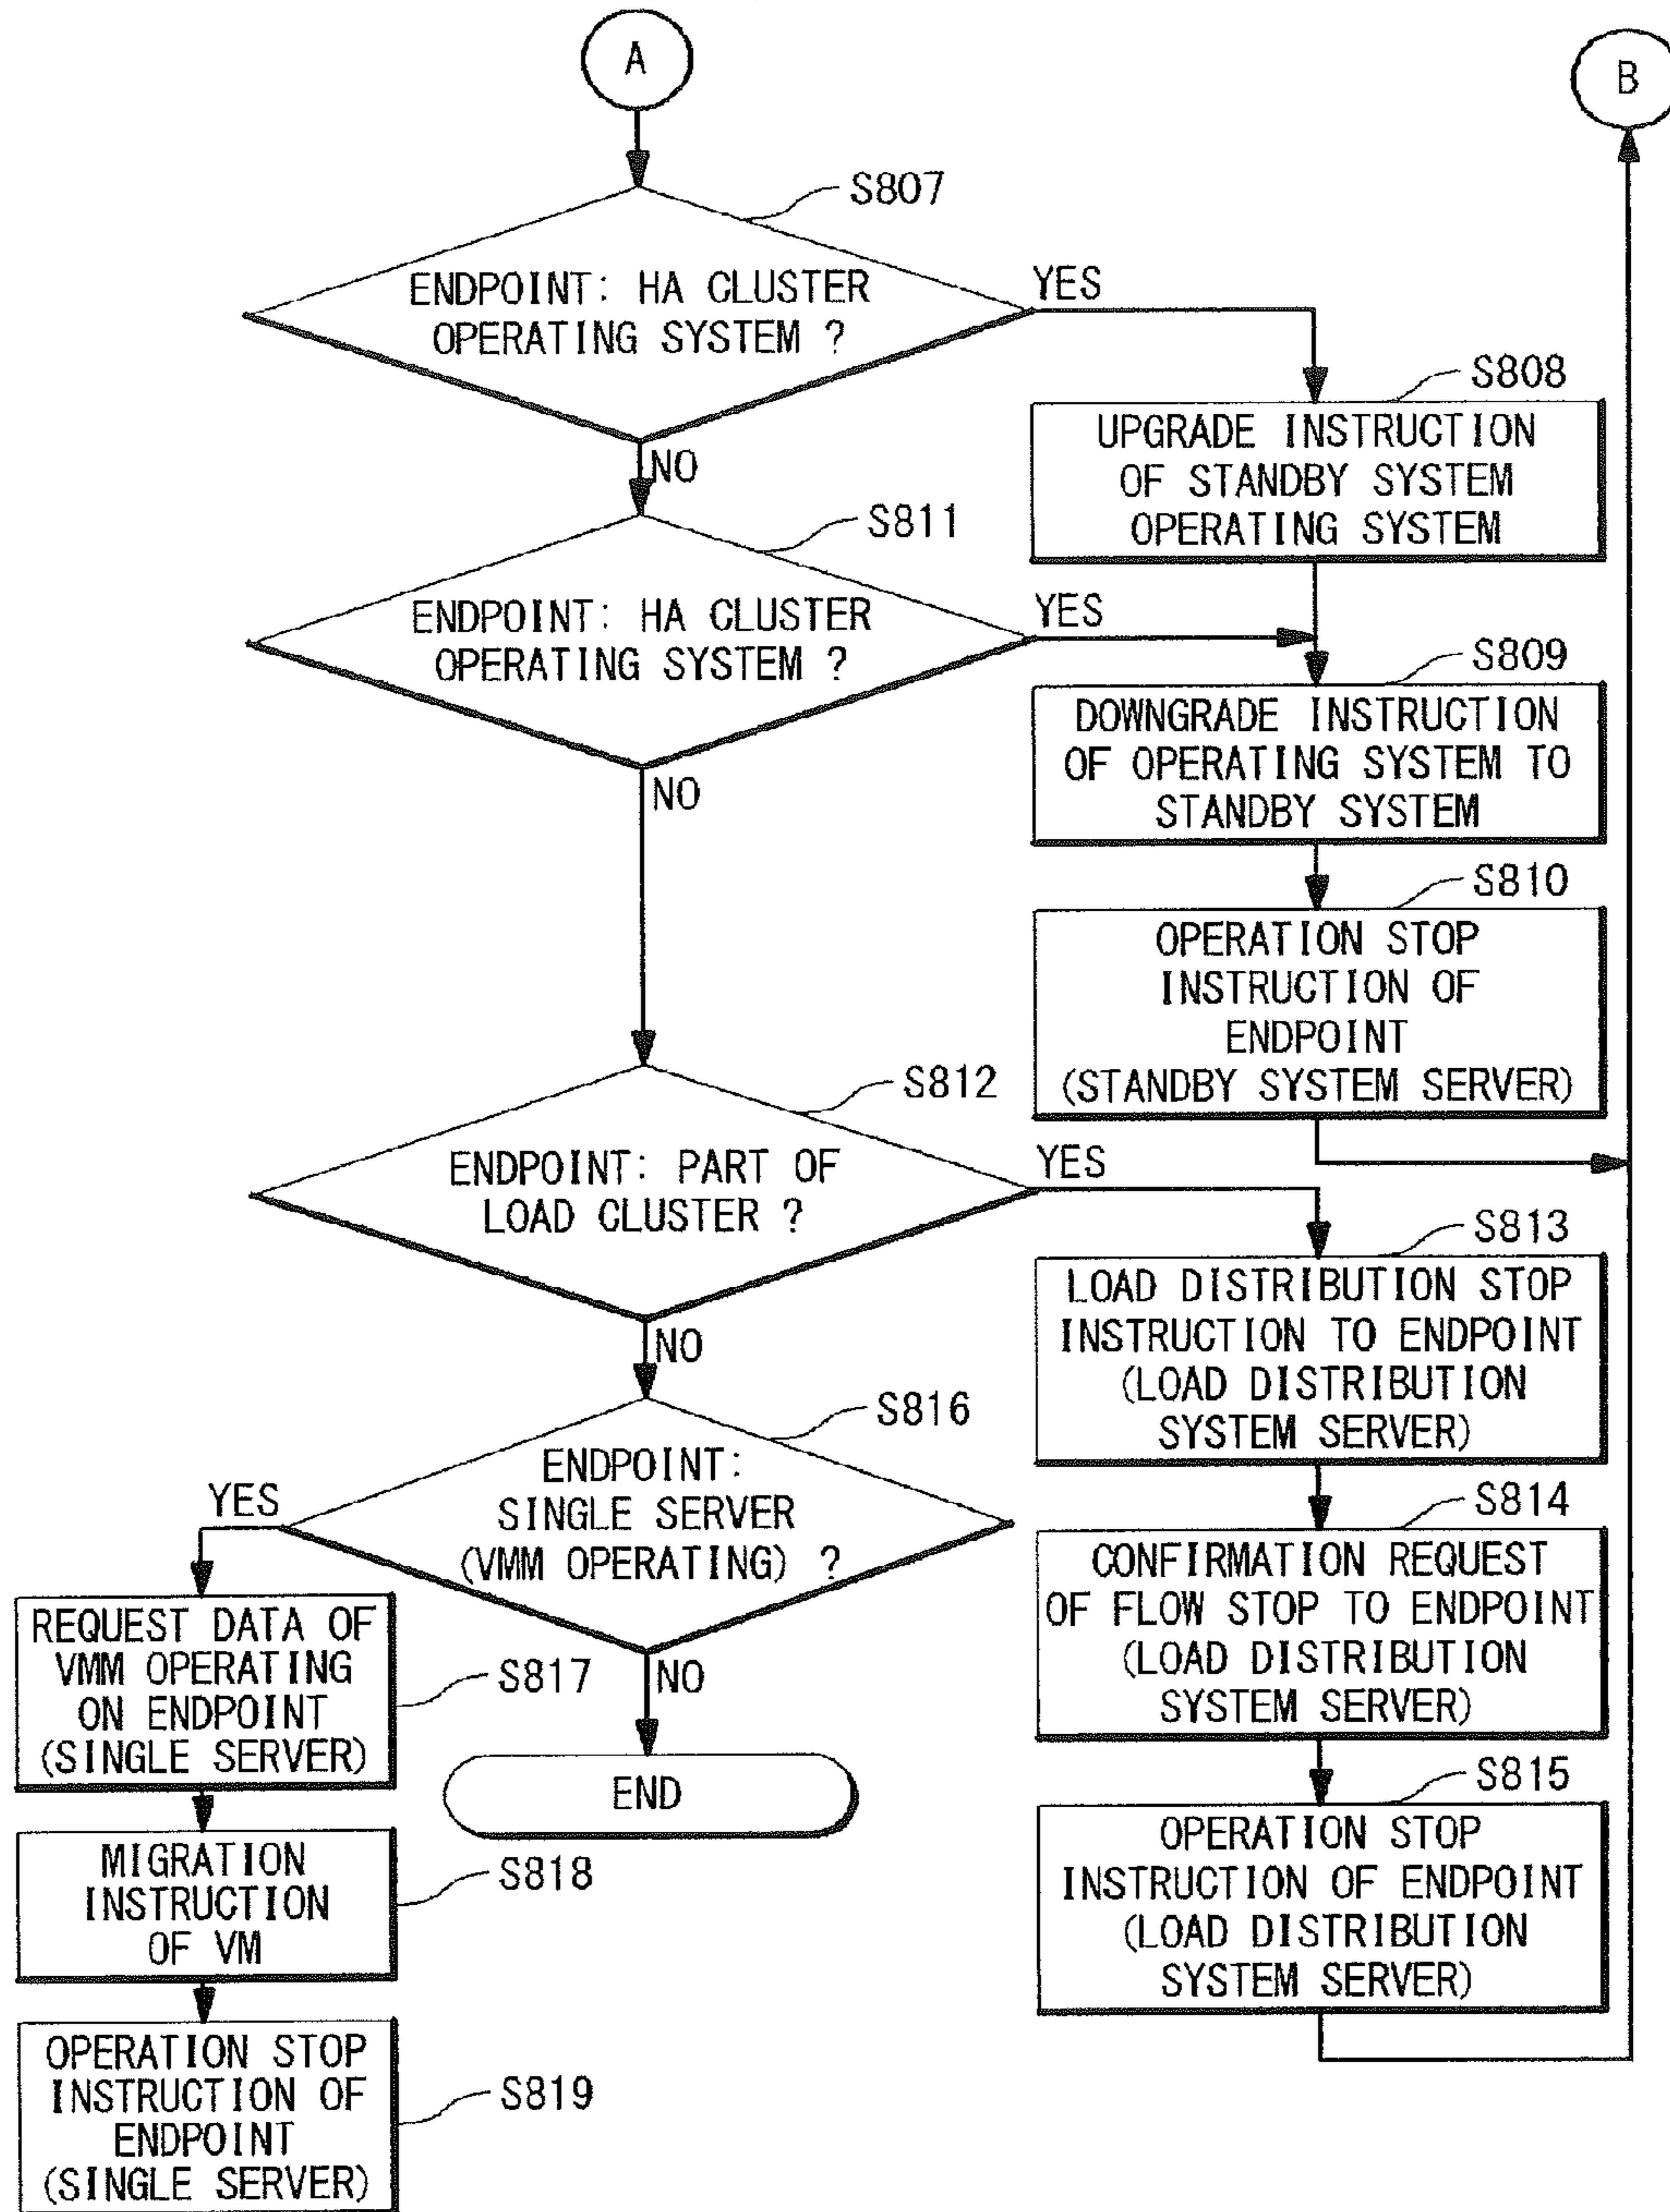 A
B
S807
ENDPOINT: HA CLUSTER
OPERATING SYSTEM ?
YES
NO
S808
UPGRADE INSTRUCTION
OF STANDBY SYSTEM
OPERATING SYSTEM
S811
ENDPOINT: HA CLUSTER
OPERATING SYSTEM ?
YES
NO
S809
DOWNGRADE INSTRUCTION
OF OPERATING SYSTEM TO
STANDBY SYSTEM
S810
OPERATION STOP
INSTRUCTION OF
ENDPOINT
(STANDBY SYSTEM SERVER)
S812
ENDPOINT: PART OF
LOAD CLUSTER ?
YES
NO
S813
LOAD DISTRIBUTION STOP
INSTRUCTION TO ENDPOINT
(LOAD DISTRIBUTION
SYSTEM SERVER)
S814
CONFIRMATION REQUEST
OF FLOW STOP TO ENDPOINT
(LOAD DISTRIBUTION
SYSTEM SERVER)
S815
OPERATION STOP
INSTRUCTION OF ENDPOINT
(LOAD DISTRIBUTION
SYSTEM SERVER)
S816
ENDPOINT:
SINGLE SERVER
(VMM OPERATING) ?
YES
NO
END
REQUEST DATA OF
VMM OPERATING
ON ENDPOINT
(SINGLE SERVER)
S817
MIGRATION
INSTRUCTION
OF VM
S818
OPERATION STOP
INSTRUCTION OF
ENDPOINT
(SINGLE SERVER)
S819